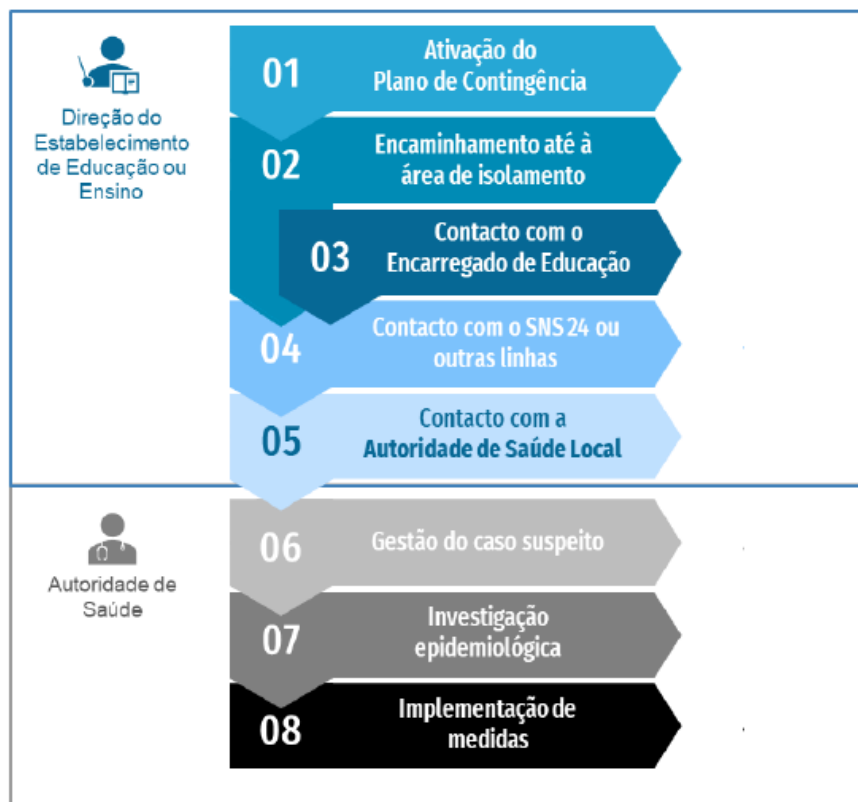 Direção do
Estabelecimento
de Educação ou
Ensino
01
Ativação do
Plano de Contingência
02
Encaminhamento até à
área de isolamento
03
Contacto com o
Encarregado de Educação
04
Contacto com o SNS 24 ou
outras linhas
05
Contacto com a
Autoridade de Saúde Local
Autoridade de
Saúde
06
Gestão do caso suspeito
07
Investigação
epidemiológica
08
Implementação de
medidas